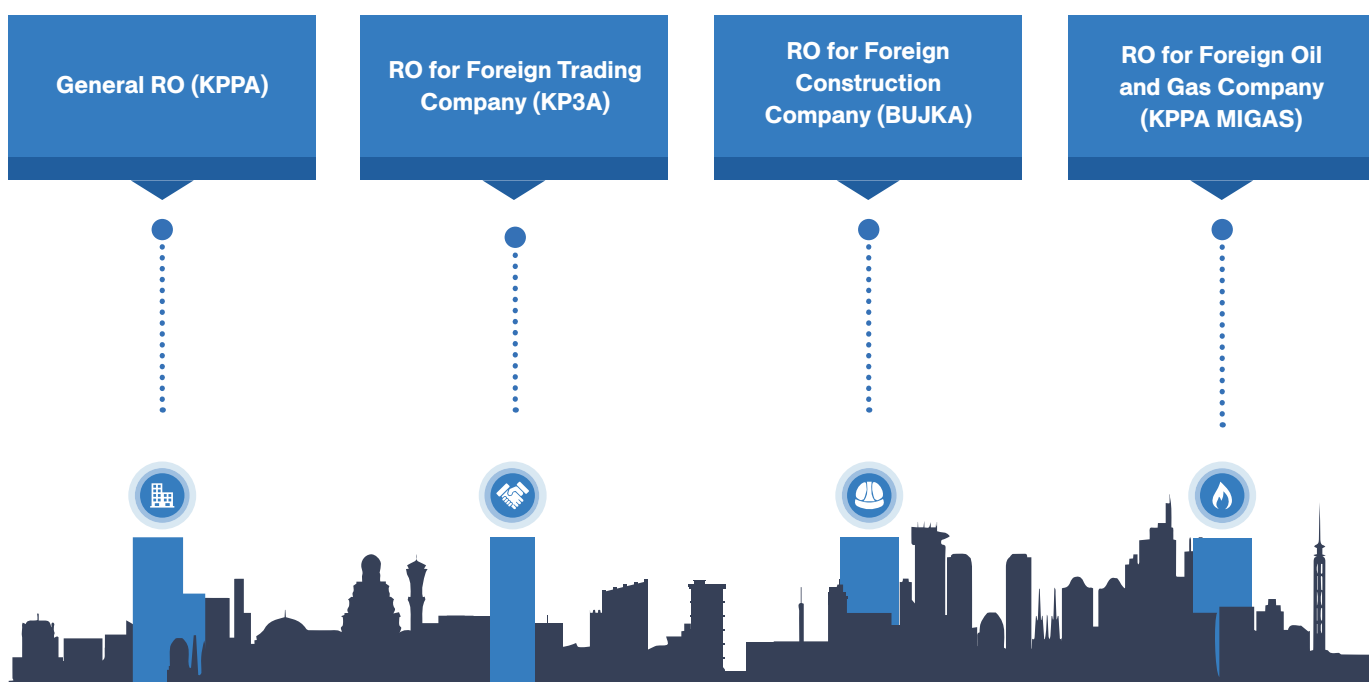 General RO (KPPA)
RO for Foreign Trading
Company (KP3A)
RO for Foreign
Construction
Company (BUJKA)
RO for Foreign Oil
and Gas Company
(KPPA MIGAS)